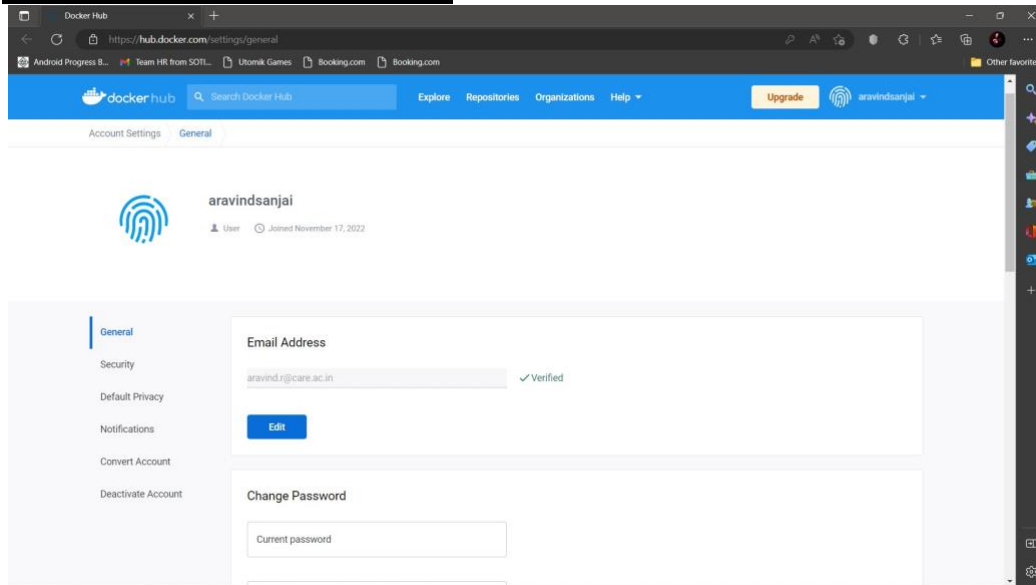 Docker Hub
https://hub.docker.com/settings/general
Android Progress B... Team HR from SOTI... Utomik Games Booking.com Booking.com Other favorite
dockerhub Search Docker Hub Explore Repositories Organizations Help Upgrade aravindsanjai
Account Settings General
aravindsanjai
User Joined November 17, 2022
General
Security
Default Privacy
Notifications
Convert Account
Deactivate Account
Email Address
aravind.r@care.ac.in Verified
Edit
Change Password
Current password